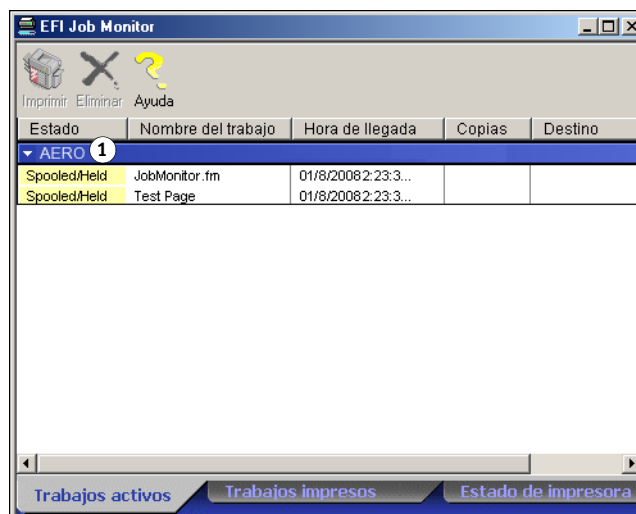 EFI Job Monitor
Imprimir Eliminar Ayuda
Estado Nombre del trabajo Hora de llegada Copias Destino
AERO 1
Spooled/Held JobMonitor.fm 01/8/20082:23:3...
Spooled/Held Test Page 01/8/20082:23:3...
Trabajos activos Trabajos impresos Estado de impresora